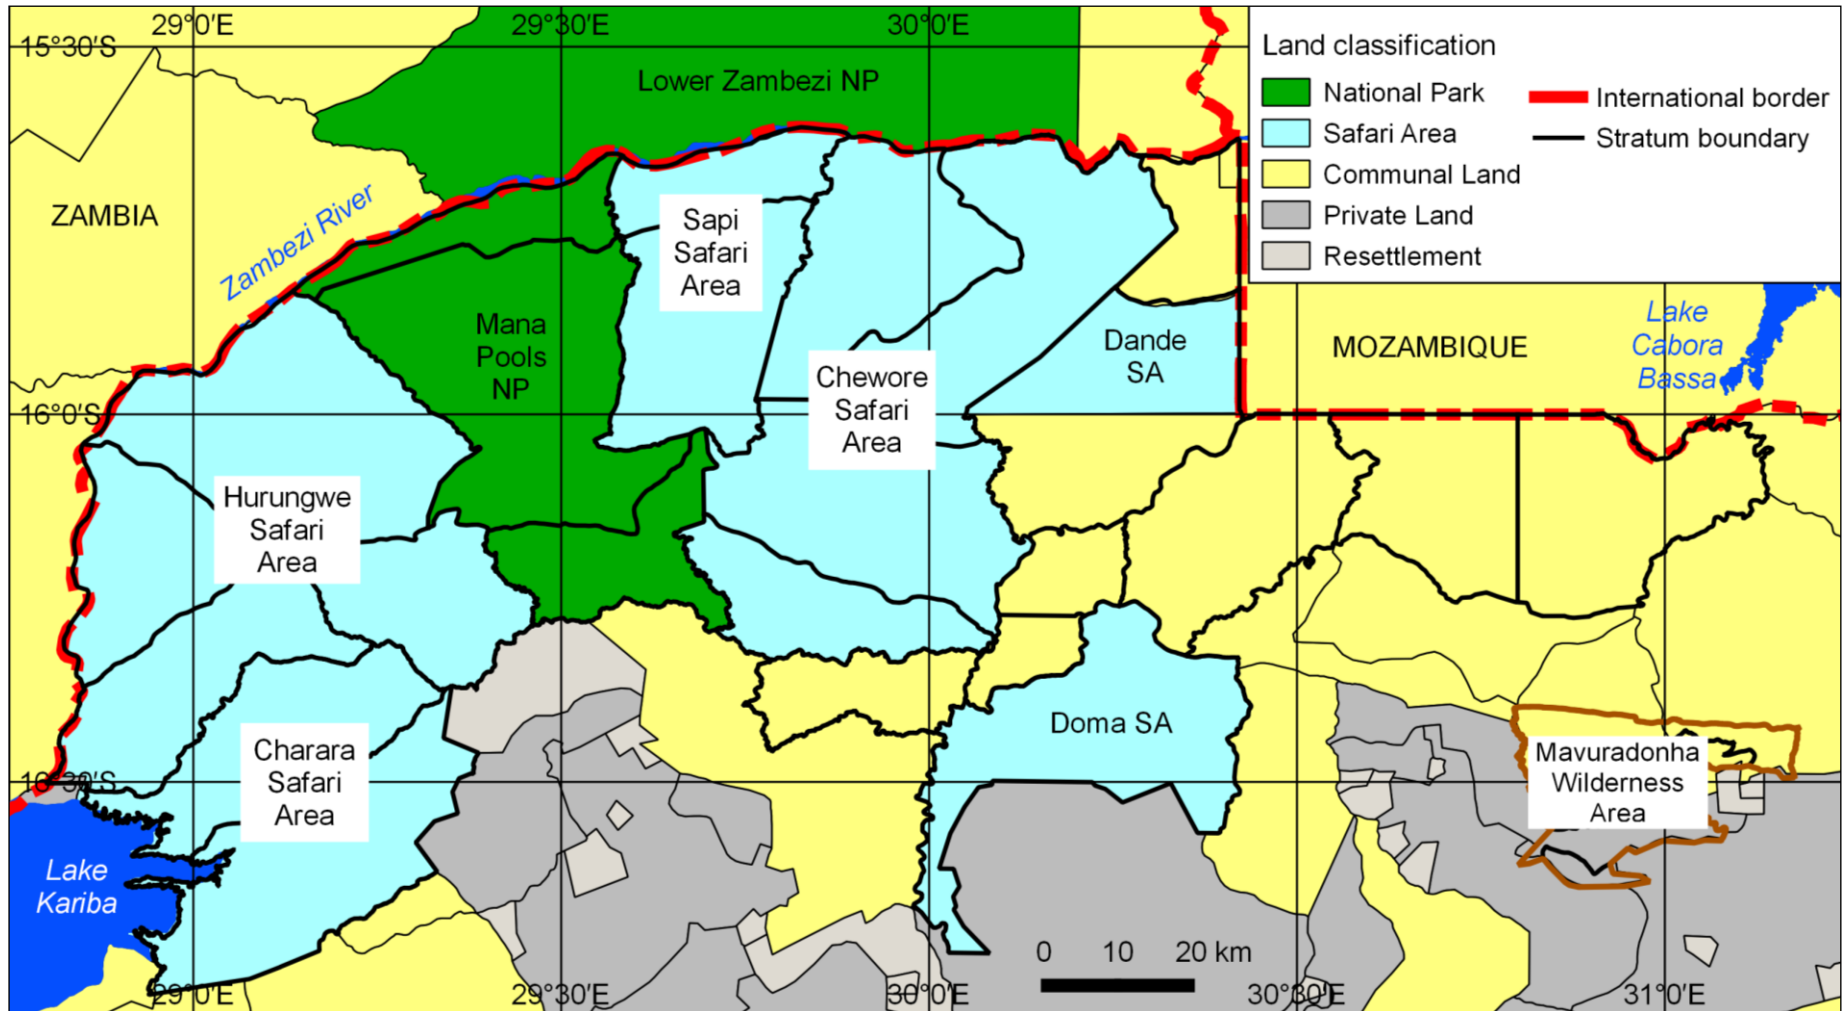 29°0′E
29°30′E
30°0′E
15°30′S
Lower Zambezi NP
Land classification
National Park
Safari Area
Communal Land
Private Land
Resettlement
International border
Stratum boundary
ZAMBIA
Zambezi River
Sapi
Safari
Area
Mana
Pools
NP
Dande
SA
MOZAMBIQUE
Lake
Cabora
Bassa
Chewore
Safari
Area
16°0′S
Hurungwe
Safari
Area
Doma SA
Charara
Safari
Area
Mavuradonha
Wilderness
Area
16°30′S
Lake
Kariba
0 10 20 km
29°0′E
29°30′E
30°0′E
30°30′E
31°0′E